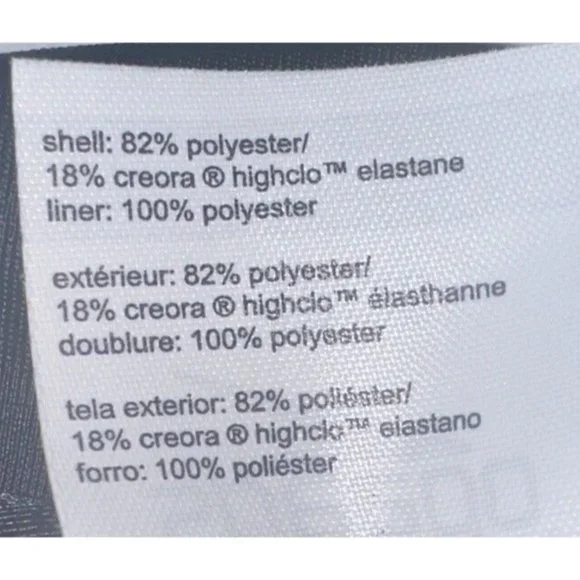 shell: 82% polyester/
18% creora ® highclo™ elastane
liner: 100% polyester
extérieur: 82% polyester/
18% creora ® highclo™ élasthanne
doublure: 100% polyester
tela exterior: 82% poliéster/
18% creora ® highclo™ elastano
forro: 100% poliéster